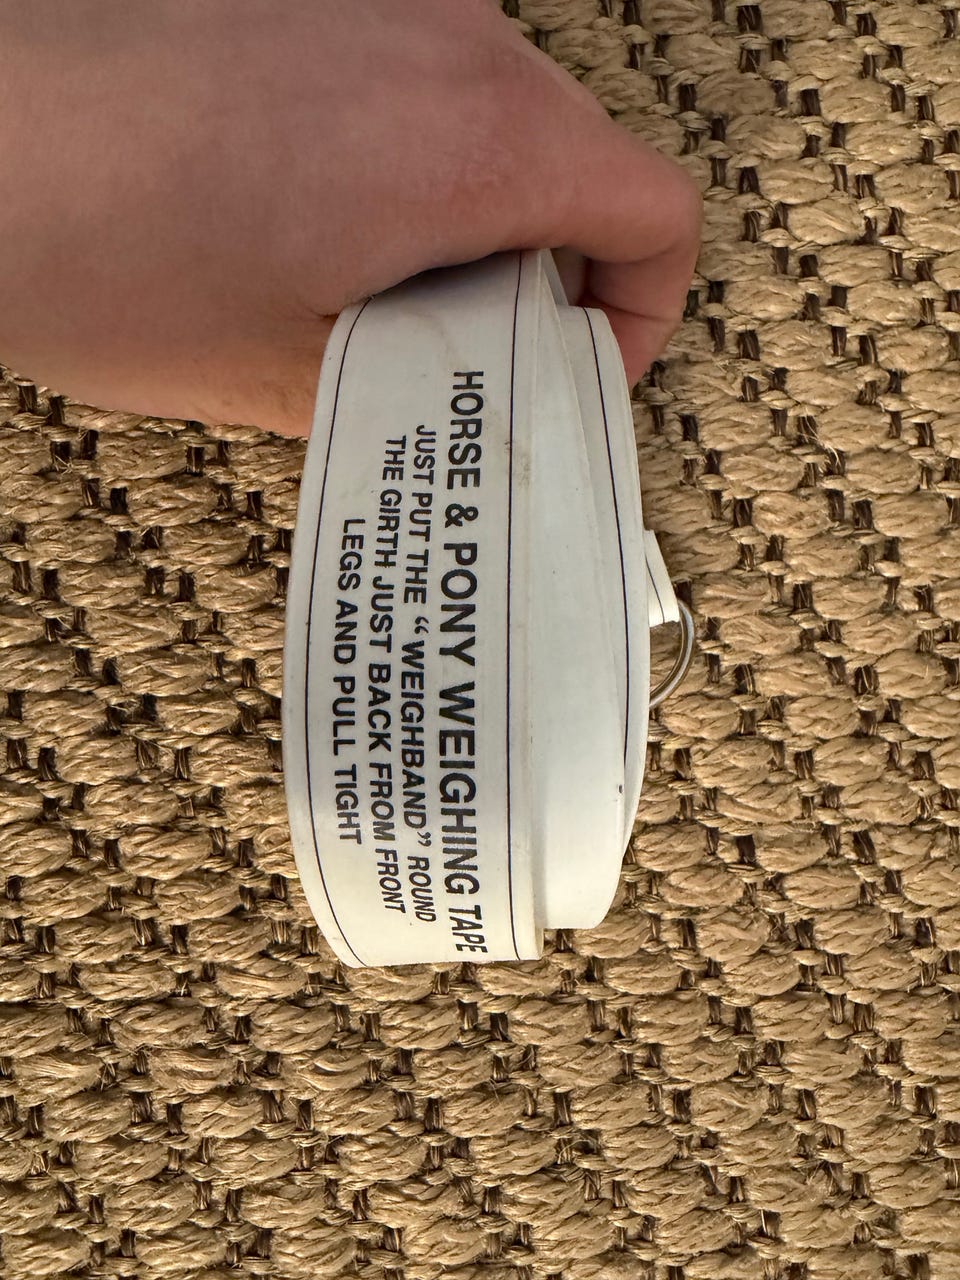 HORSE & PONY WEIGHING TAPE
JUST PUT THE “WEIGHBAND” ROUND
THE GIRTH JUST BACK FROM FRONT
LEGS AND PULL TIGHT